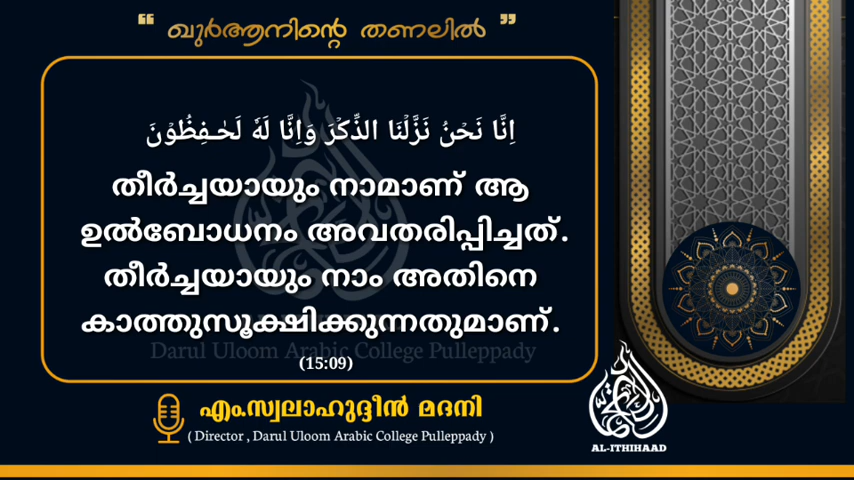 " ഖുർആനിന്റെ തണലിൽ "
اِنَّا نَحۡنُ نَزَّلۡنَا الذِّكۡرَ وَاِنَّا لَهٗ لَحٰـفِظُوۡنَ
തീർച്ചയായും നാമാണ് ആ
ഉൽബോധനം അവതരിപ്പിച്ചത്.
തീർച്ചയായും നാം അതിനെ
കാത്തുസൂക്ഷിക്കുന്നതുമാണ്.
Darul Uloom Arabic College Pulleppady
(15:09)
എം.സ്വലാഹുദ്ദീൻ മദനി
( Director , Darul Uloom Arabic College Pulleppady )
AL-ITHIHAAD